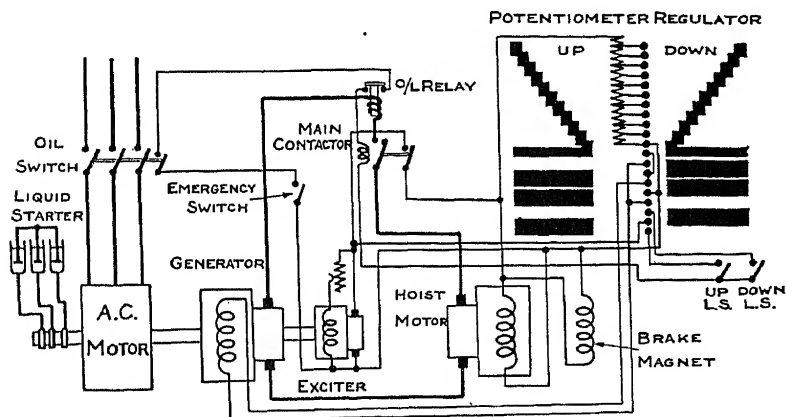 POTENTIOMETER REGULATOR
UP
DOWN
O/L RELAY
OIL
SWITCH
MAIN
CONTACTOR
EMERGENCY
SWITCH
LIQUID
STARTER
GENERATOR
A.C.
MOTOR
HOIST
MOTOR
UP DOWN
L.S. L.S.
BRAKE
MAGNET
EXCITER